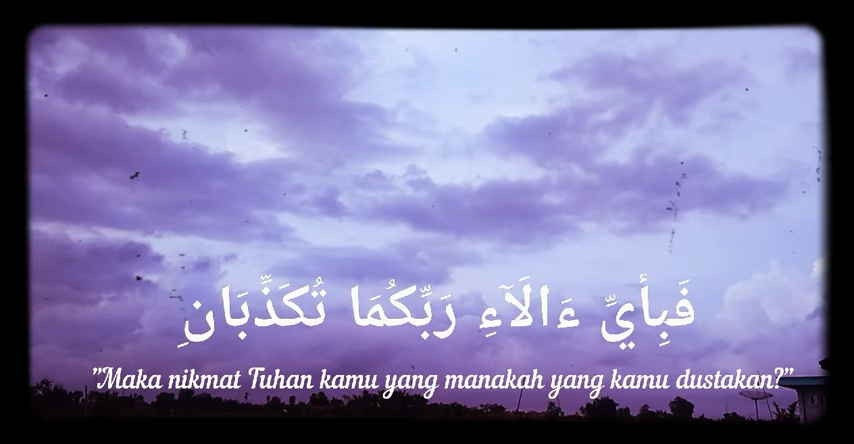 فَبِأَيِّ ءَالَآءِ رَبِّكُمَا تُكَذِّبَانِ
"Maka nikmat Tuhan kamu yang manakah yang kamu dustakan?"